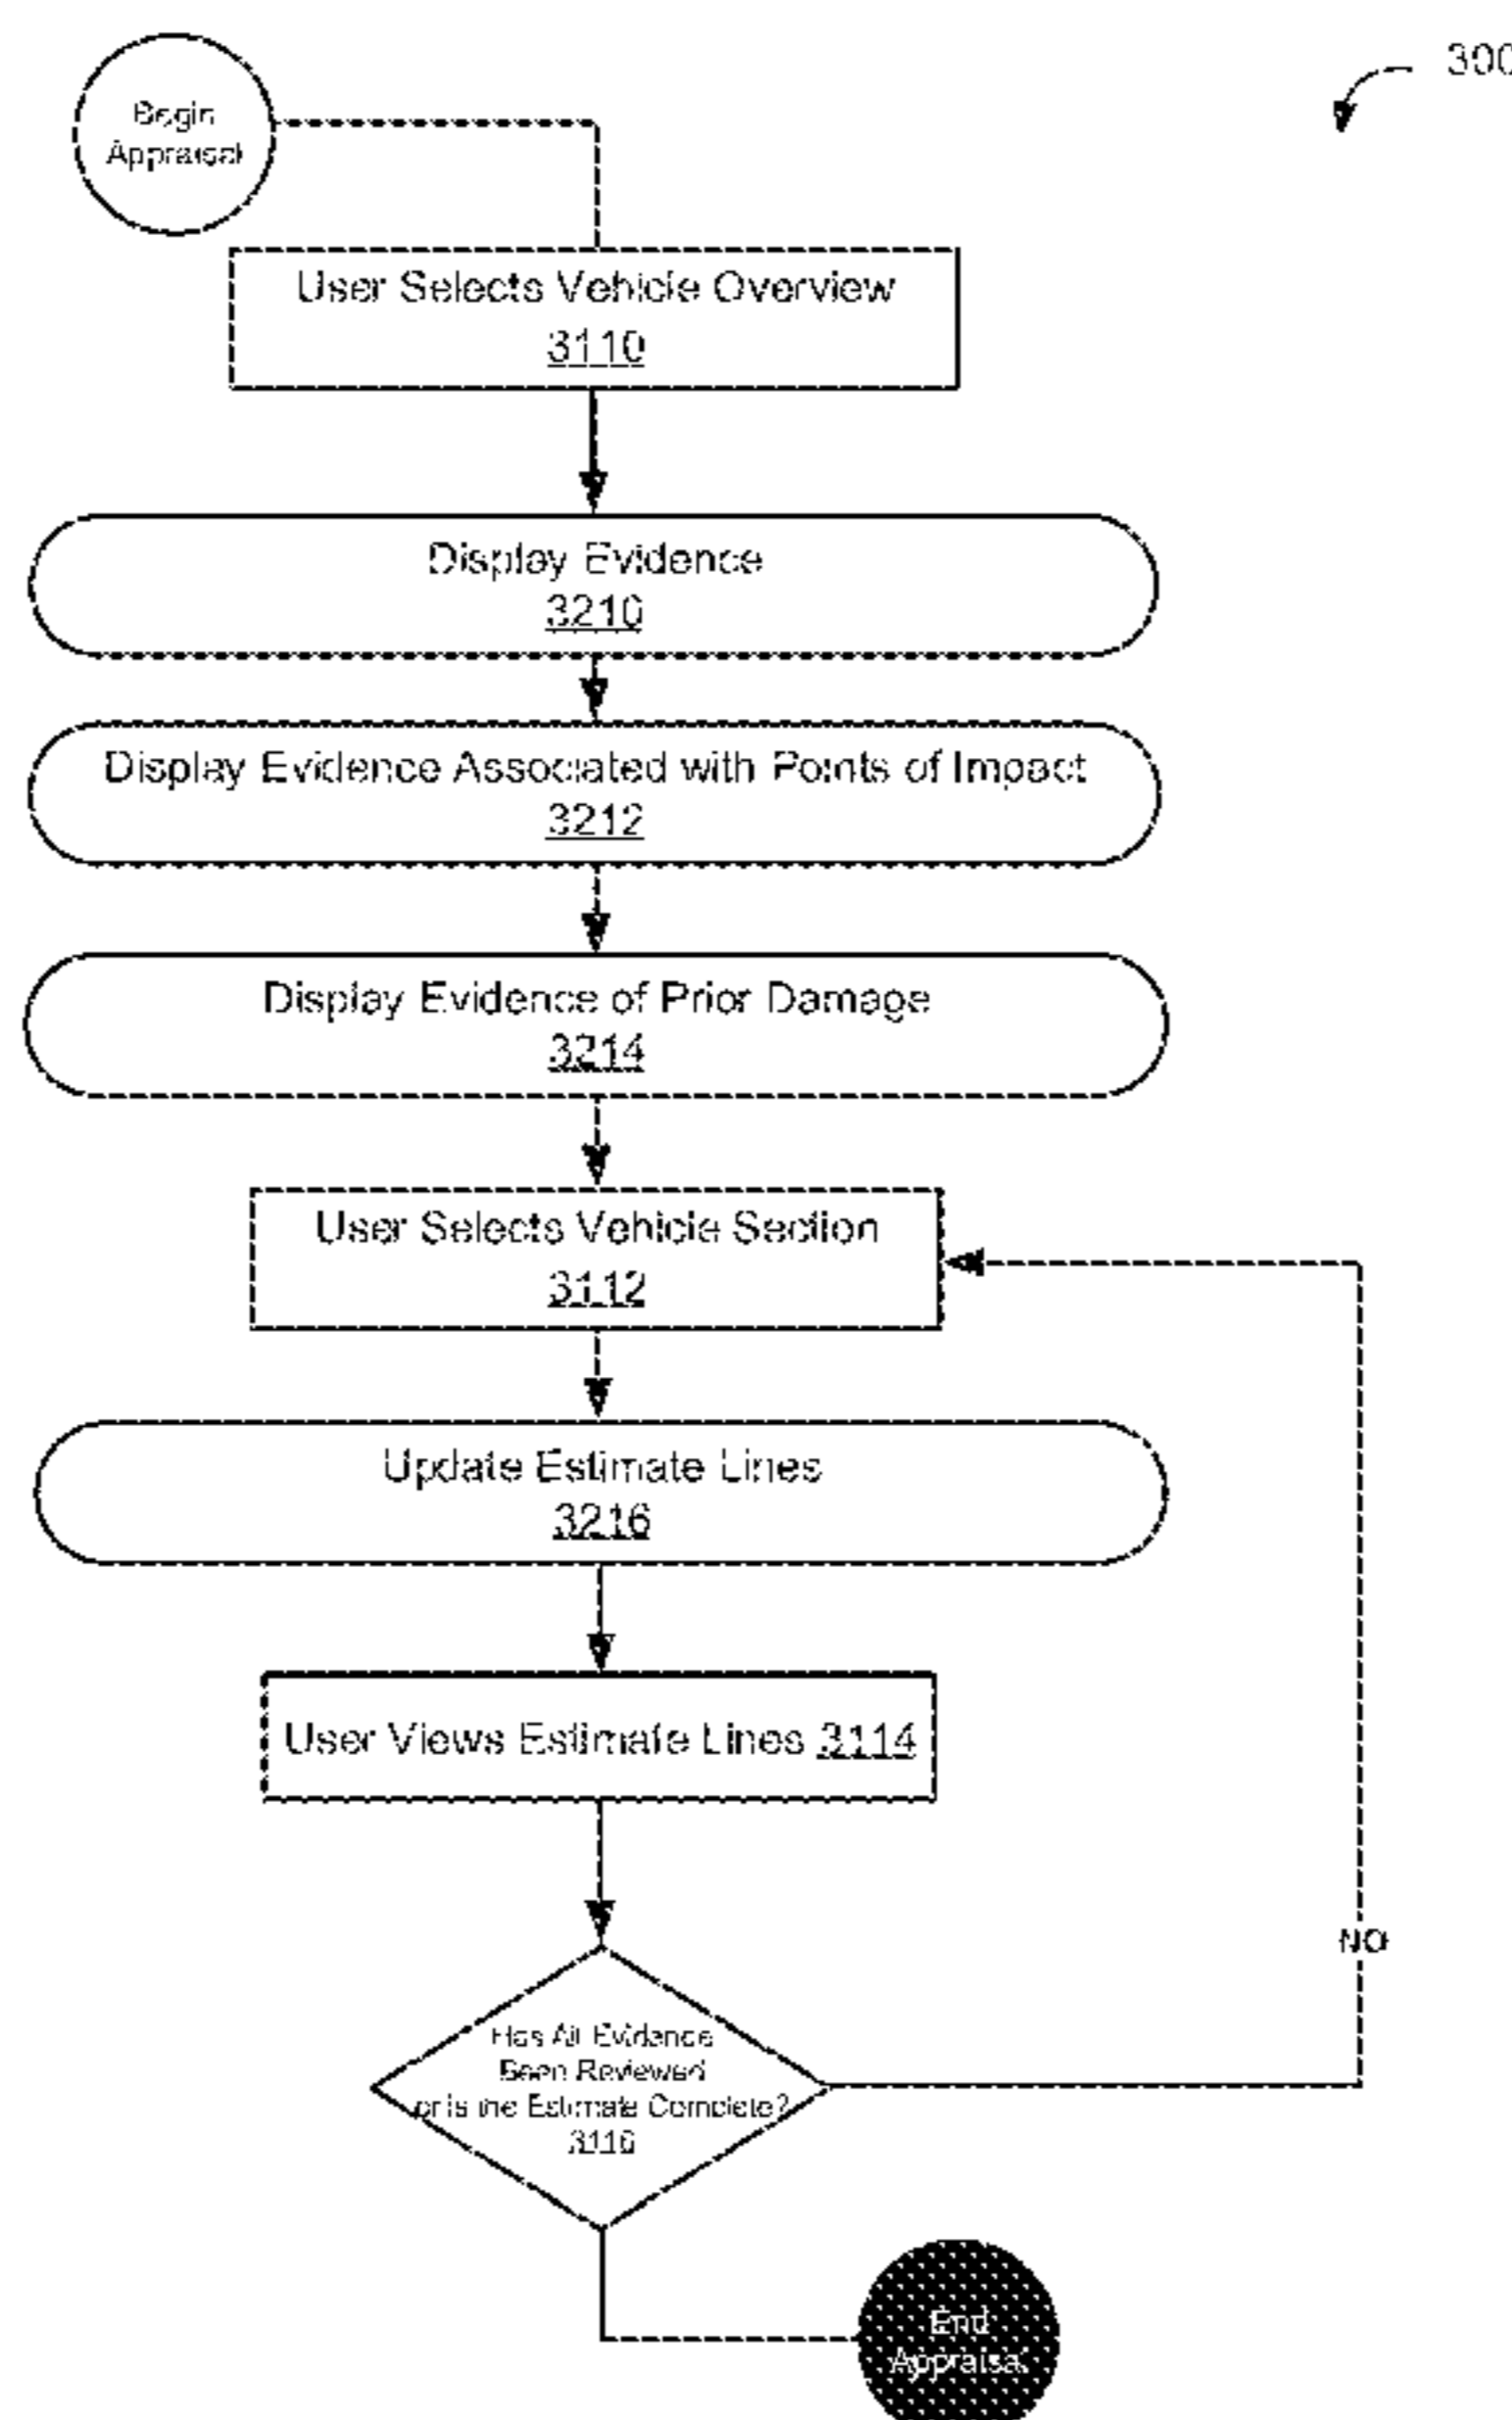 300
Begin
Appraisal
User Selects Vehicle Overview
3110
Display Evidence
3210
Display Evidence Associated with Points of Impact
3212
Display Evidence of Prior Damage
3214
User Selects Vehicle Section
3112
Update Estimate Lines
3216
User Views Estimate Lines 3114
NO
Has All Evidence
Been Reviewed
or is the Estimate Complete?
3116
End
Appraisal